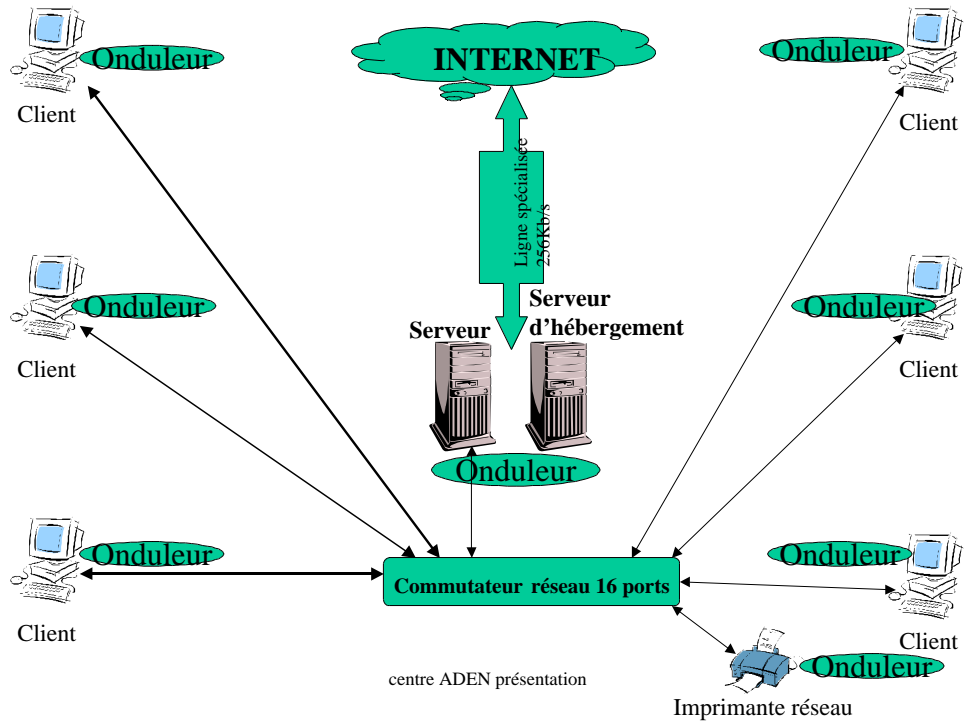 INTERNET
Onduleur
Onduleur
Client
Client
Ligne spécialisée
256Kb/s
Onduleur
Onduleur
Serveur
Serveur
d’hébergement
Client
Client
Onduleur
Onduleur
Onduleur
Commutateur réseau 16 ports
Client
Client
Onduleur
centre ADEN présentation
Imprimante réseau